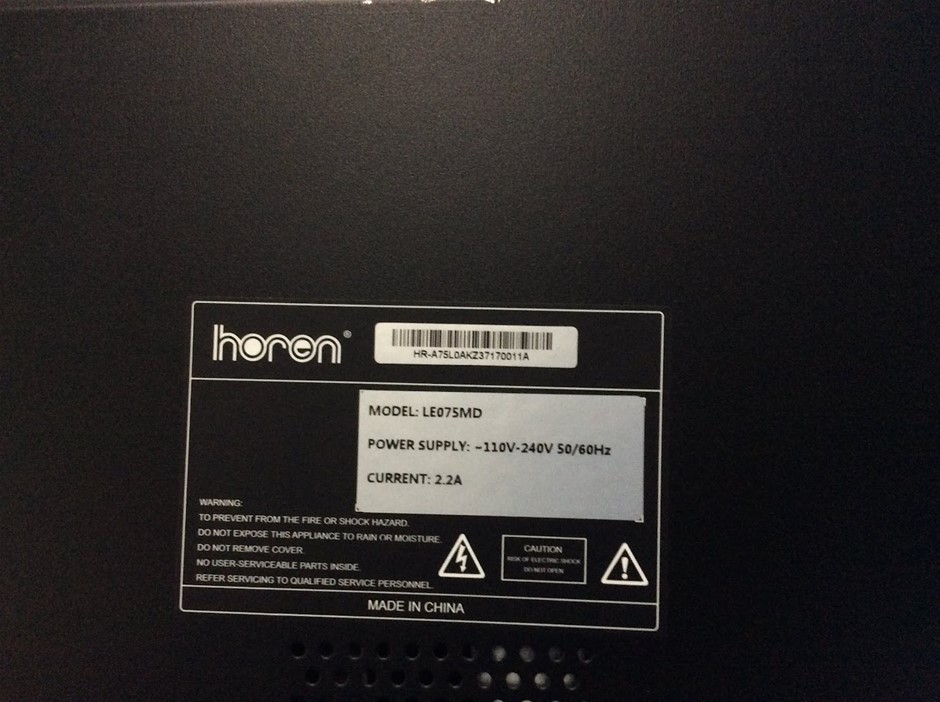 horen®
HR-A75L0AKZ37170011A
MODEL: LE075MD
POWER SUPPLY: ~110V-240V 50/60Hz
CURRENT: 2.2A
WARNING:
TO PREVENT FROM THE FIRE OR SHOCK HAZARD.
DO NOT EXPOSE THIS APPLIANCE TO RAIN OR MOISTURE.
DO NOT REMOVE COVER.
NO USER-SERVICEABLE PARTS INSIDE.
REFER SERVICING TO QUALIFIED SERVICE PERSONNEL.
CAUTION
RISK OF ELECTRIC SHOCK
DO NOT OPEN
MADE IN CHINA